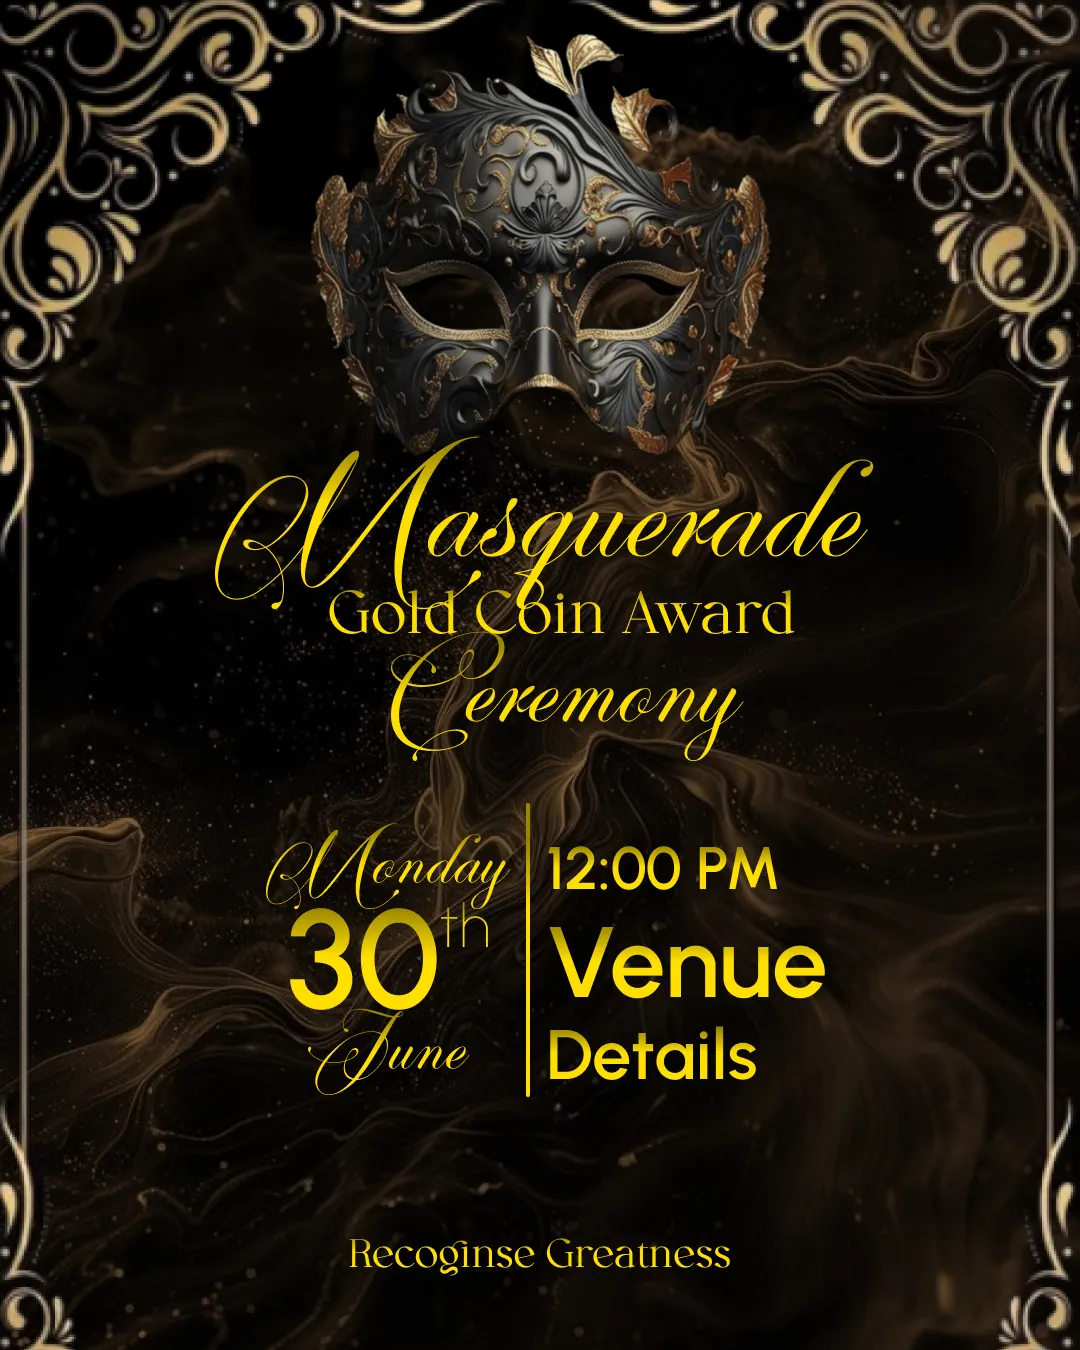 Masquerade
Gold Coin Award
Ceremony
Monday
30th
June
12:00 PM
Venue
Details
Recoginse Greatness